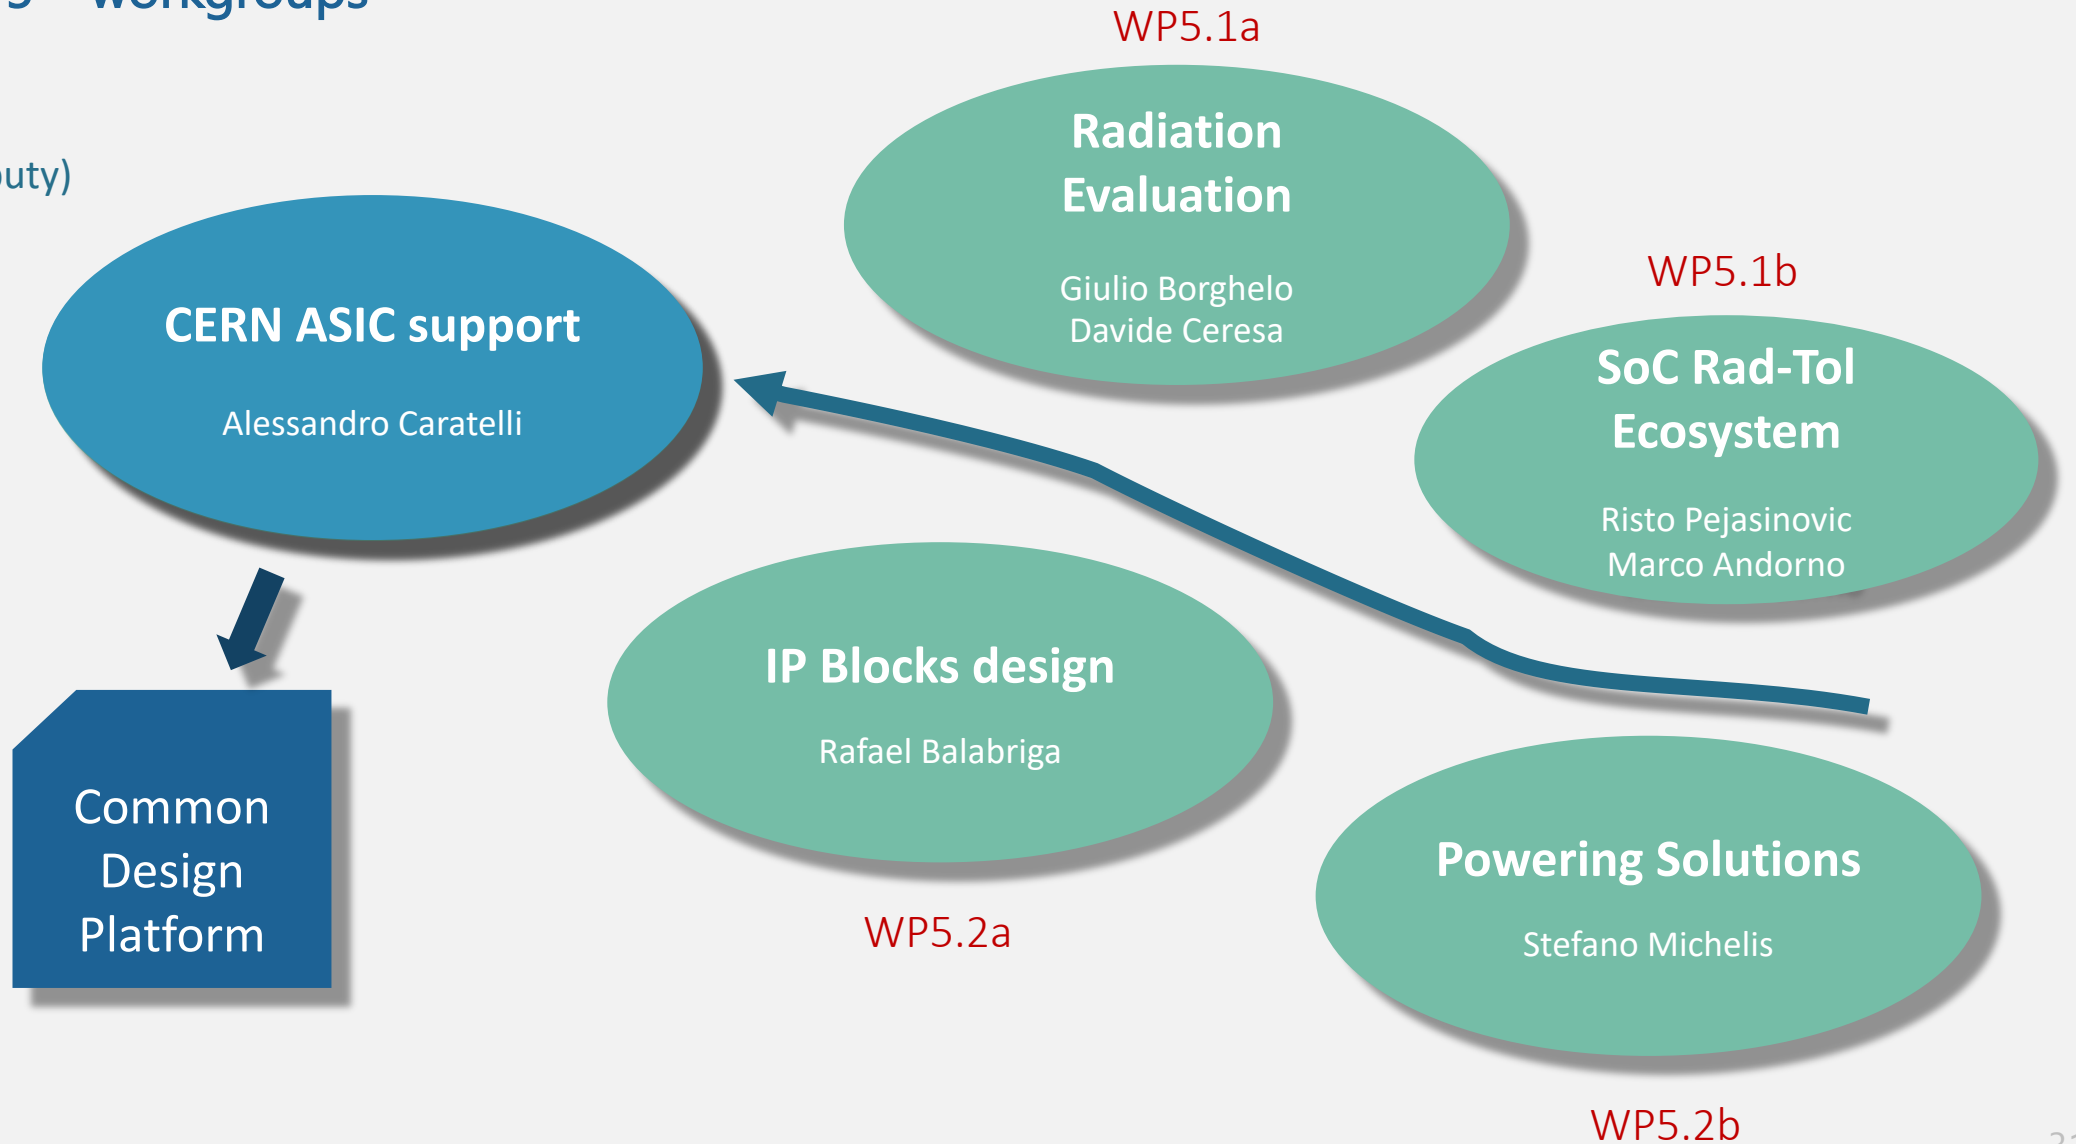 workgroups
WP5.1a
Radiation
Evaluation
Giulio Borghelo
Davide Ceresa
CERN ASIC support
Alessandro Caratelli
WP5.1b
SoC Rad-Tol
Ecosystem
Risto Pejasinovic
Marco Andorno
IP Blocks design
Rafael Balabriga
WP5.2a
Common
Design
Platform
Powering Solutions
Stefano Michelis
WP5.2b